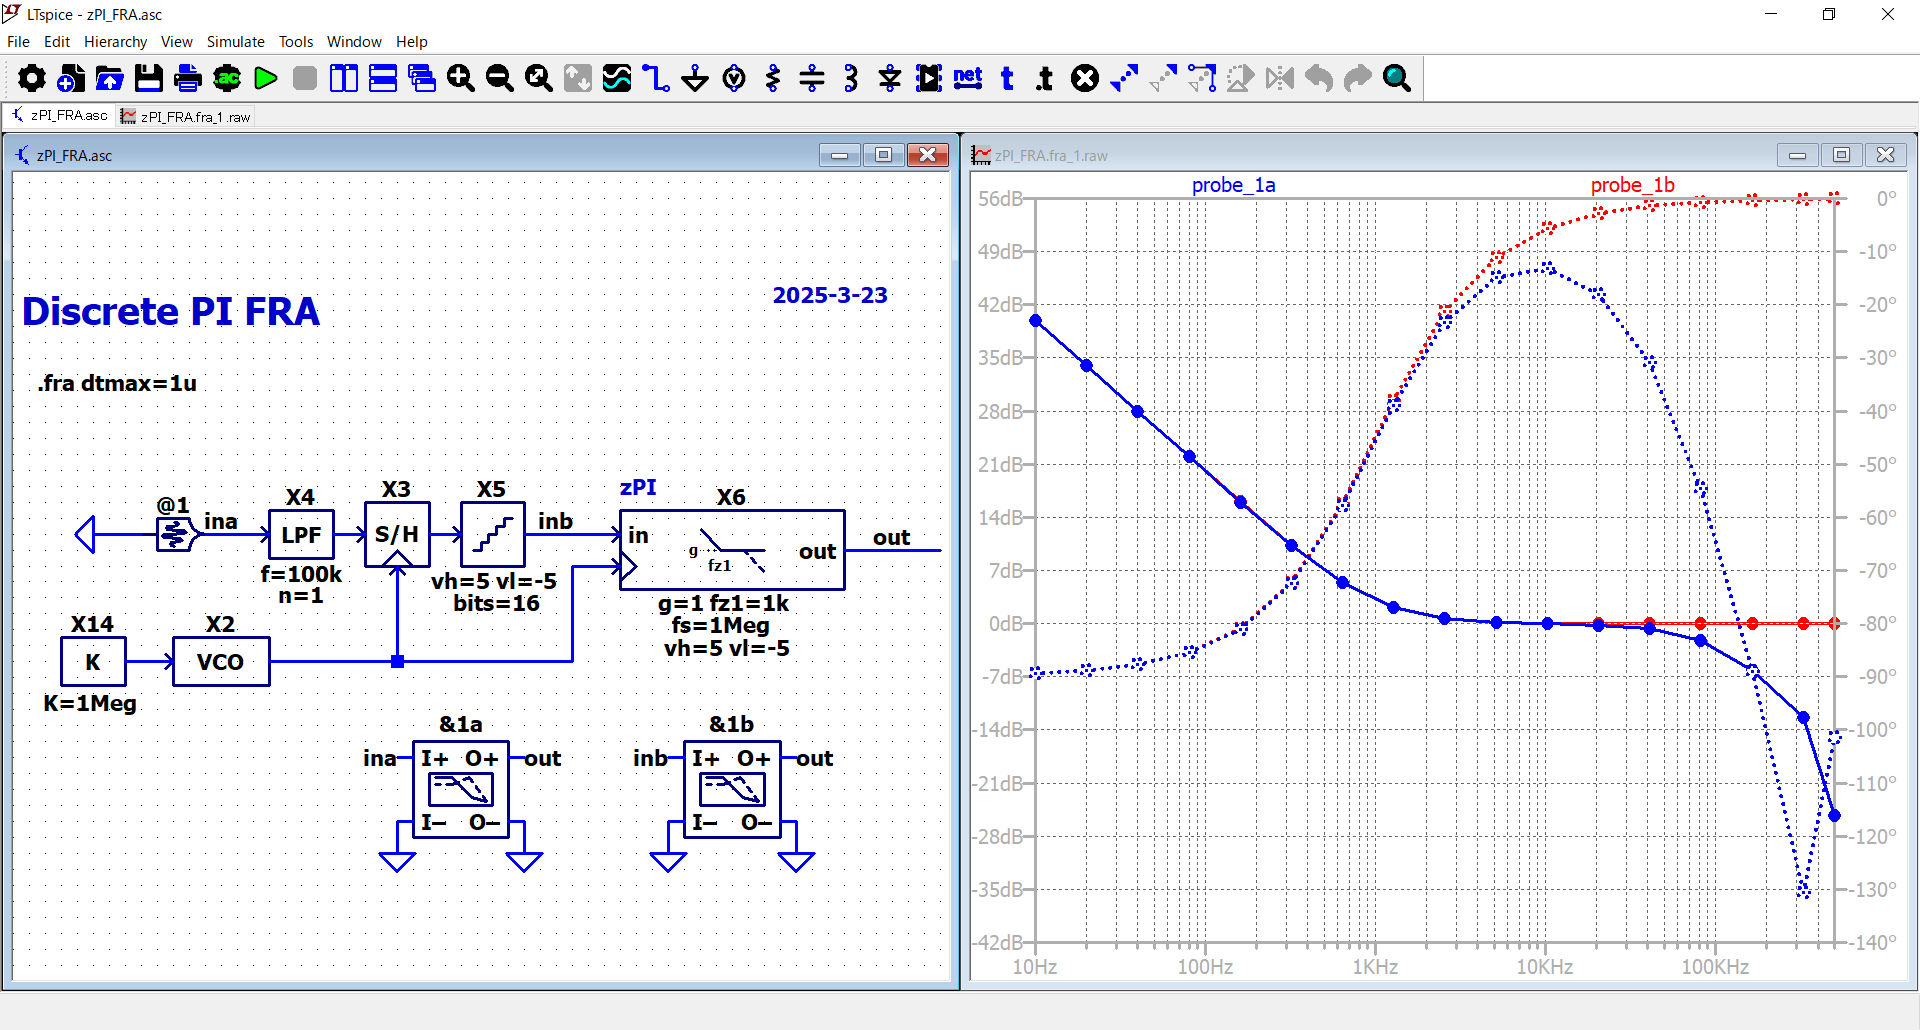 LTspice - zPI_FRA.asc
File Edit Hierarchy View Simulate Tools Window Help
.ac
net t .t
zPI_FRA.asc zPI_FRA.fra_1.raw
zPI_FRA.asc
Discrete PI FRA
2025-3-23
.fra dtmax=1u
@1
ina
X4
LPF
f=100k
n=1
X3
S/H
X5
vh=5 vl=-5
bits=16
inb
zPI
X6
in
g
fz1
out
out
g=1 fz1=1k
fs=1Meg
vh=5 vl=-5
X14
K
K=1Meg
X2
VCO
&1a
ina I+ O+ out
I− O−
&1b
inb I+ O+ out
I− O−
zPI_FRA.fra_1.raw
probe_1a probe_1b
56dB 0°
49dB -10°
42dB -20°
35dB -30°
28dB -40°
21dB -50°
14dB -60°
7dB -70°
0dB -80°
-7dB -90°
-14dB -100°
-21dB -110°
-28dB -120°
-35dB -130°
-42dB -140°
10Hz 100Hz 1KHz 10KHz 100KHz